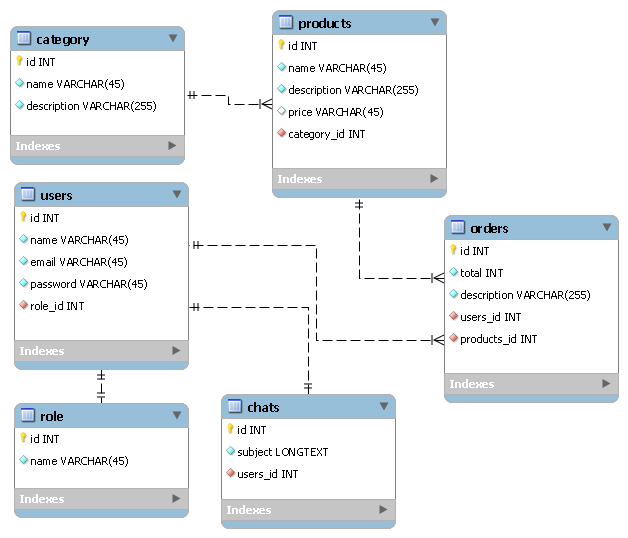 category
id INT
name VARCHAR(45)
description VARCHAR(255)
Indexes
products
id INT
name VARCHAR(45)
description VARCHAR(255)
price VARCHAR(45)
category_id INT
Indexes
users
id INT
name VARCHAR(45)
email VARCHAR(45)
password VARCHAR(45)
role_id INT
Indexes
orders
id INT
total INT
description VARCHAR(255)
users_id INT
products_id INT
Indexes
role
id INT
name VARCHAR(45)
Indexes
chats
id INT
subject LONGTEXT
users_id INT
Indexes